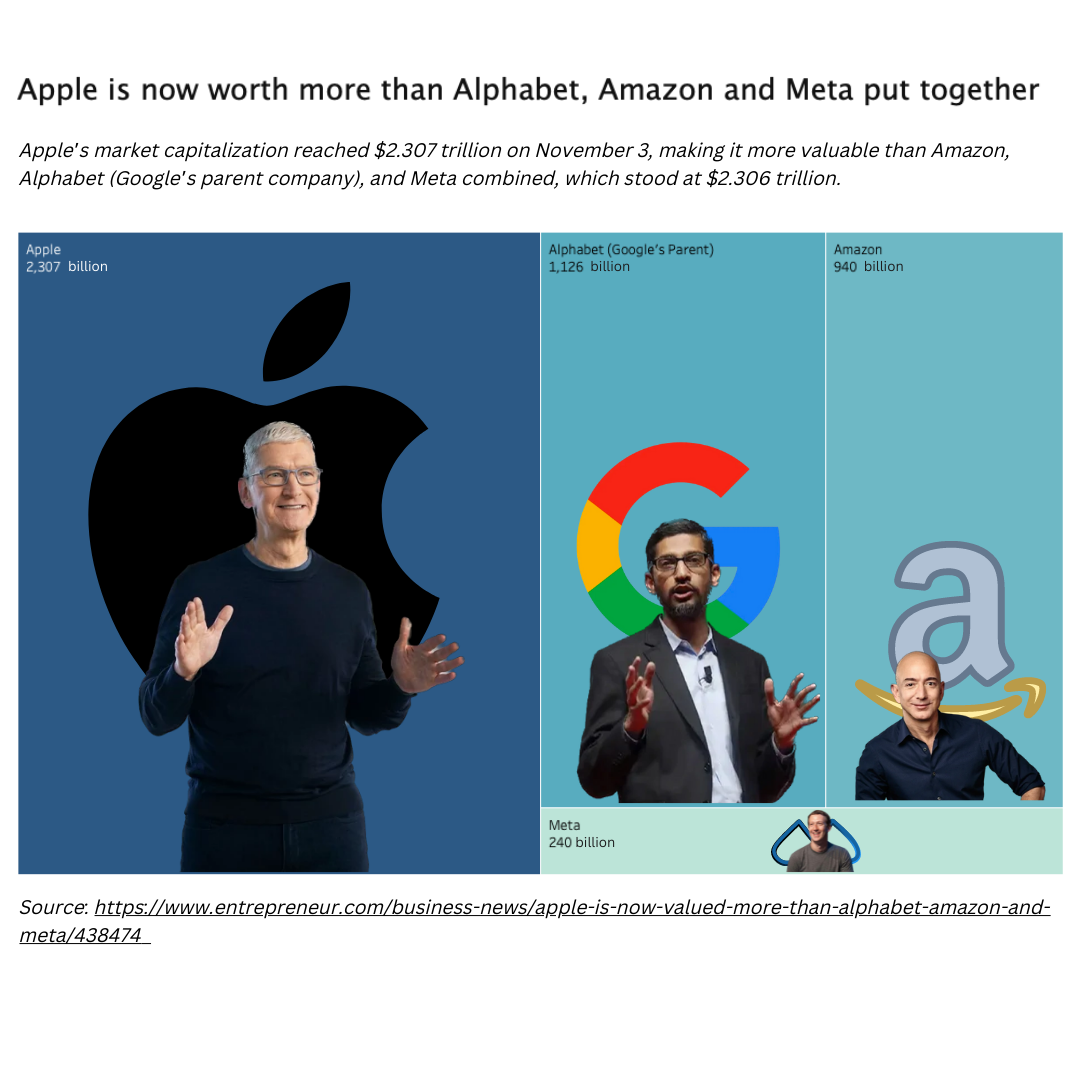 Apple is now worth more than Alphabet, Amazon and Meta put together
Apple's market capitalization reached $2.307 trillion on November 3, making it more valuable than Amazon,
Alphabet (Google's parent company), and Meta combined, which stood at $2.306 trillion.
Apple
2,307 billion
Alphabet (Google's Parent)
1,126 billion
Amazon
940 billion
Meta
240 billion
Source: https://www.entrepreneur.com/business-news/apple-is-now-valued-more-than-alphabet-amazon-and-
meta/438474